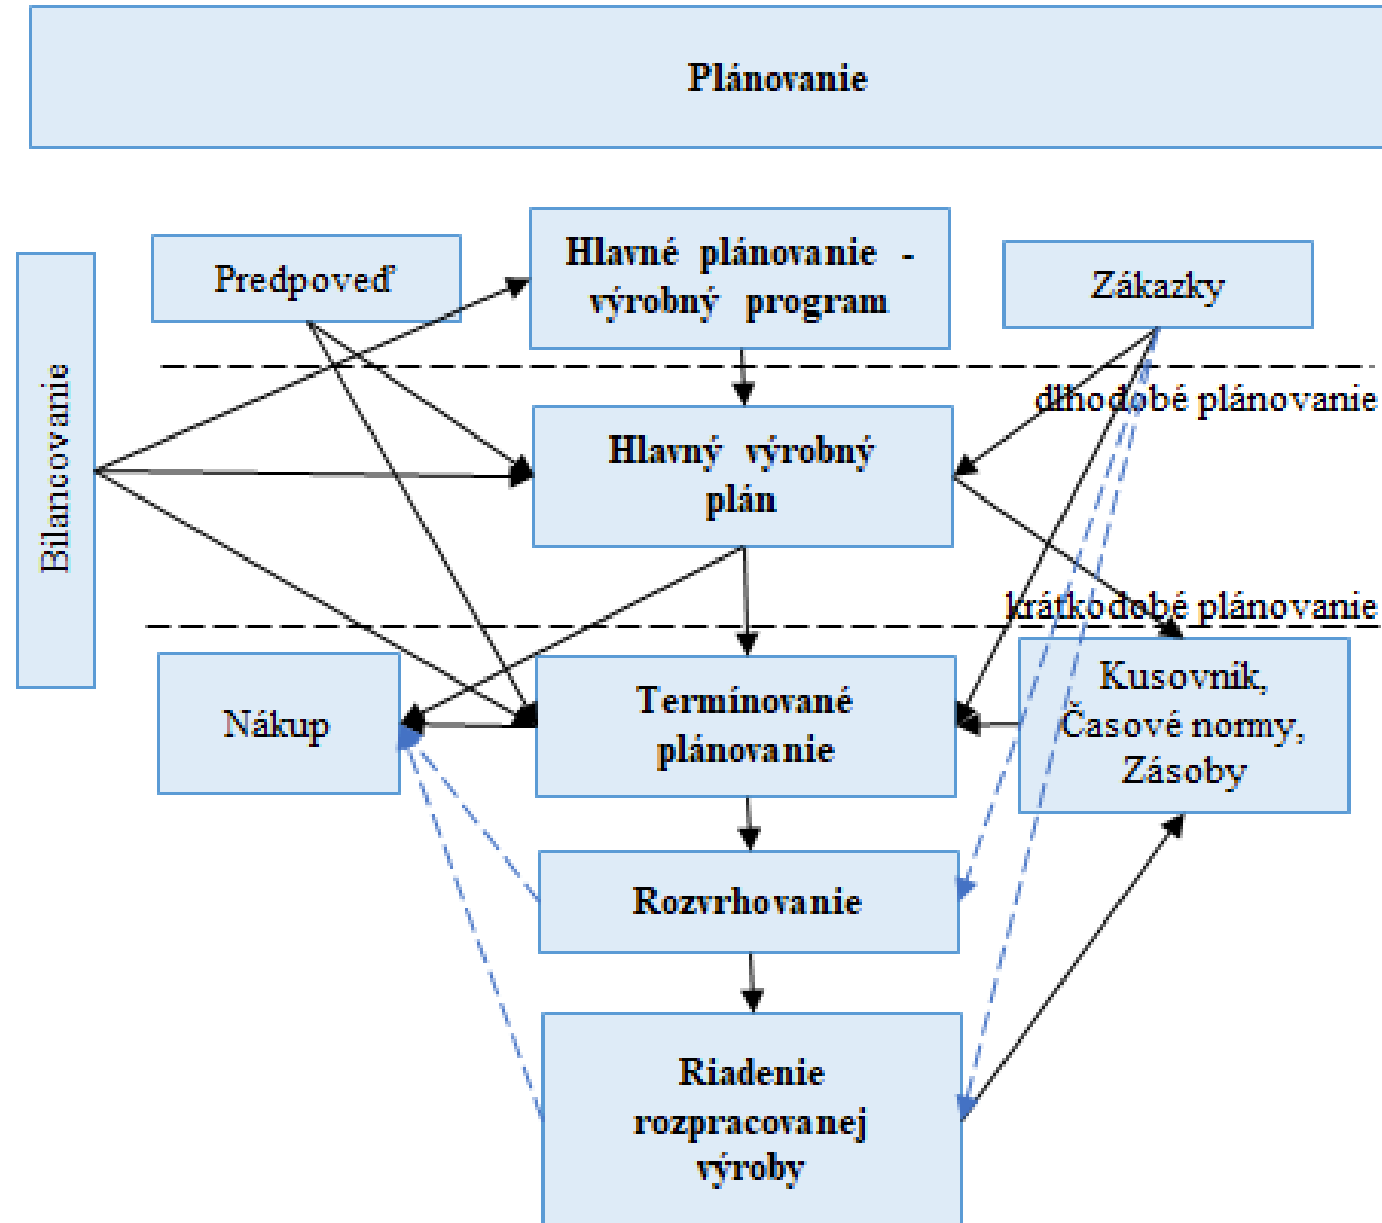 Plánovanie
Hlavné plánovanie -
výrobný program
Predpoveď
Zákazky
Bilancovanie
dlhodobé plánovanie
Hlavný výrobný
plán
krátkodobé plánovanie
Nákup
Termínované
plánovanie
Kusovník,
Časové normy,
Zásoby
Rozvrhovanie
Riadenie
rozpracovanej
výroby